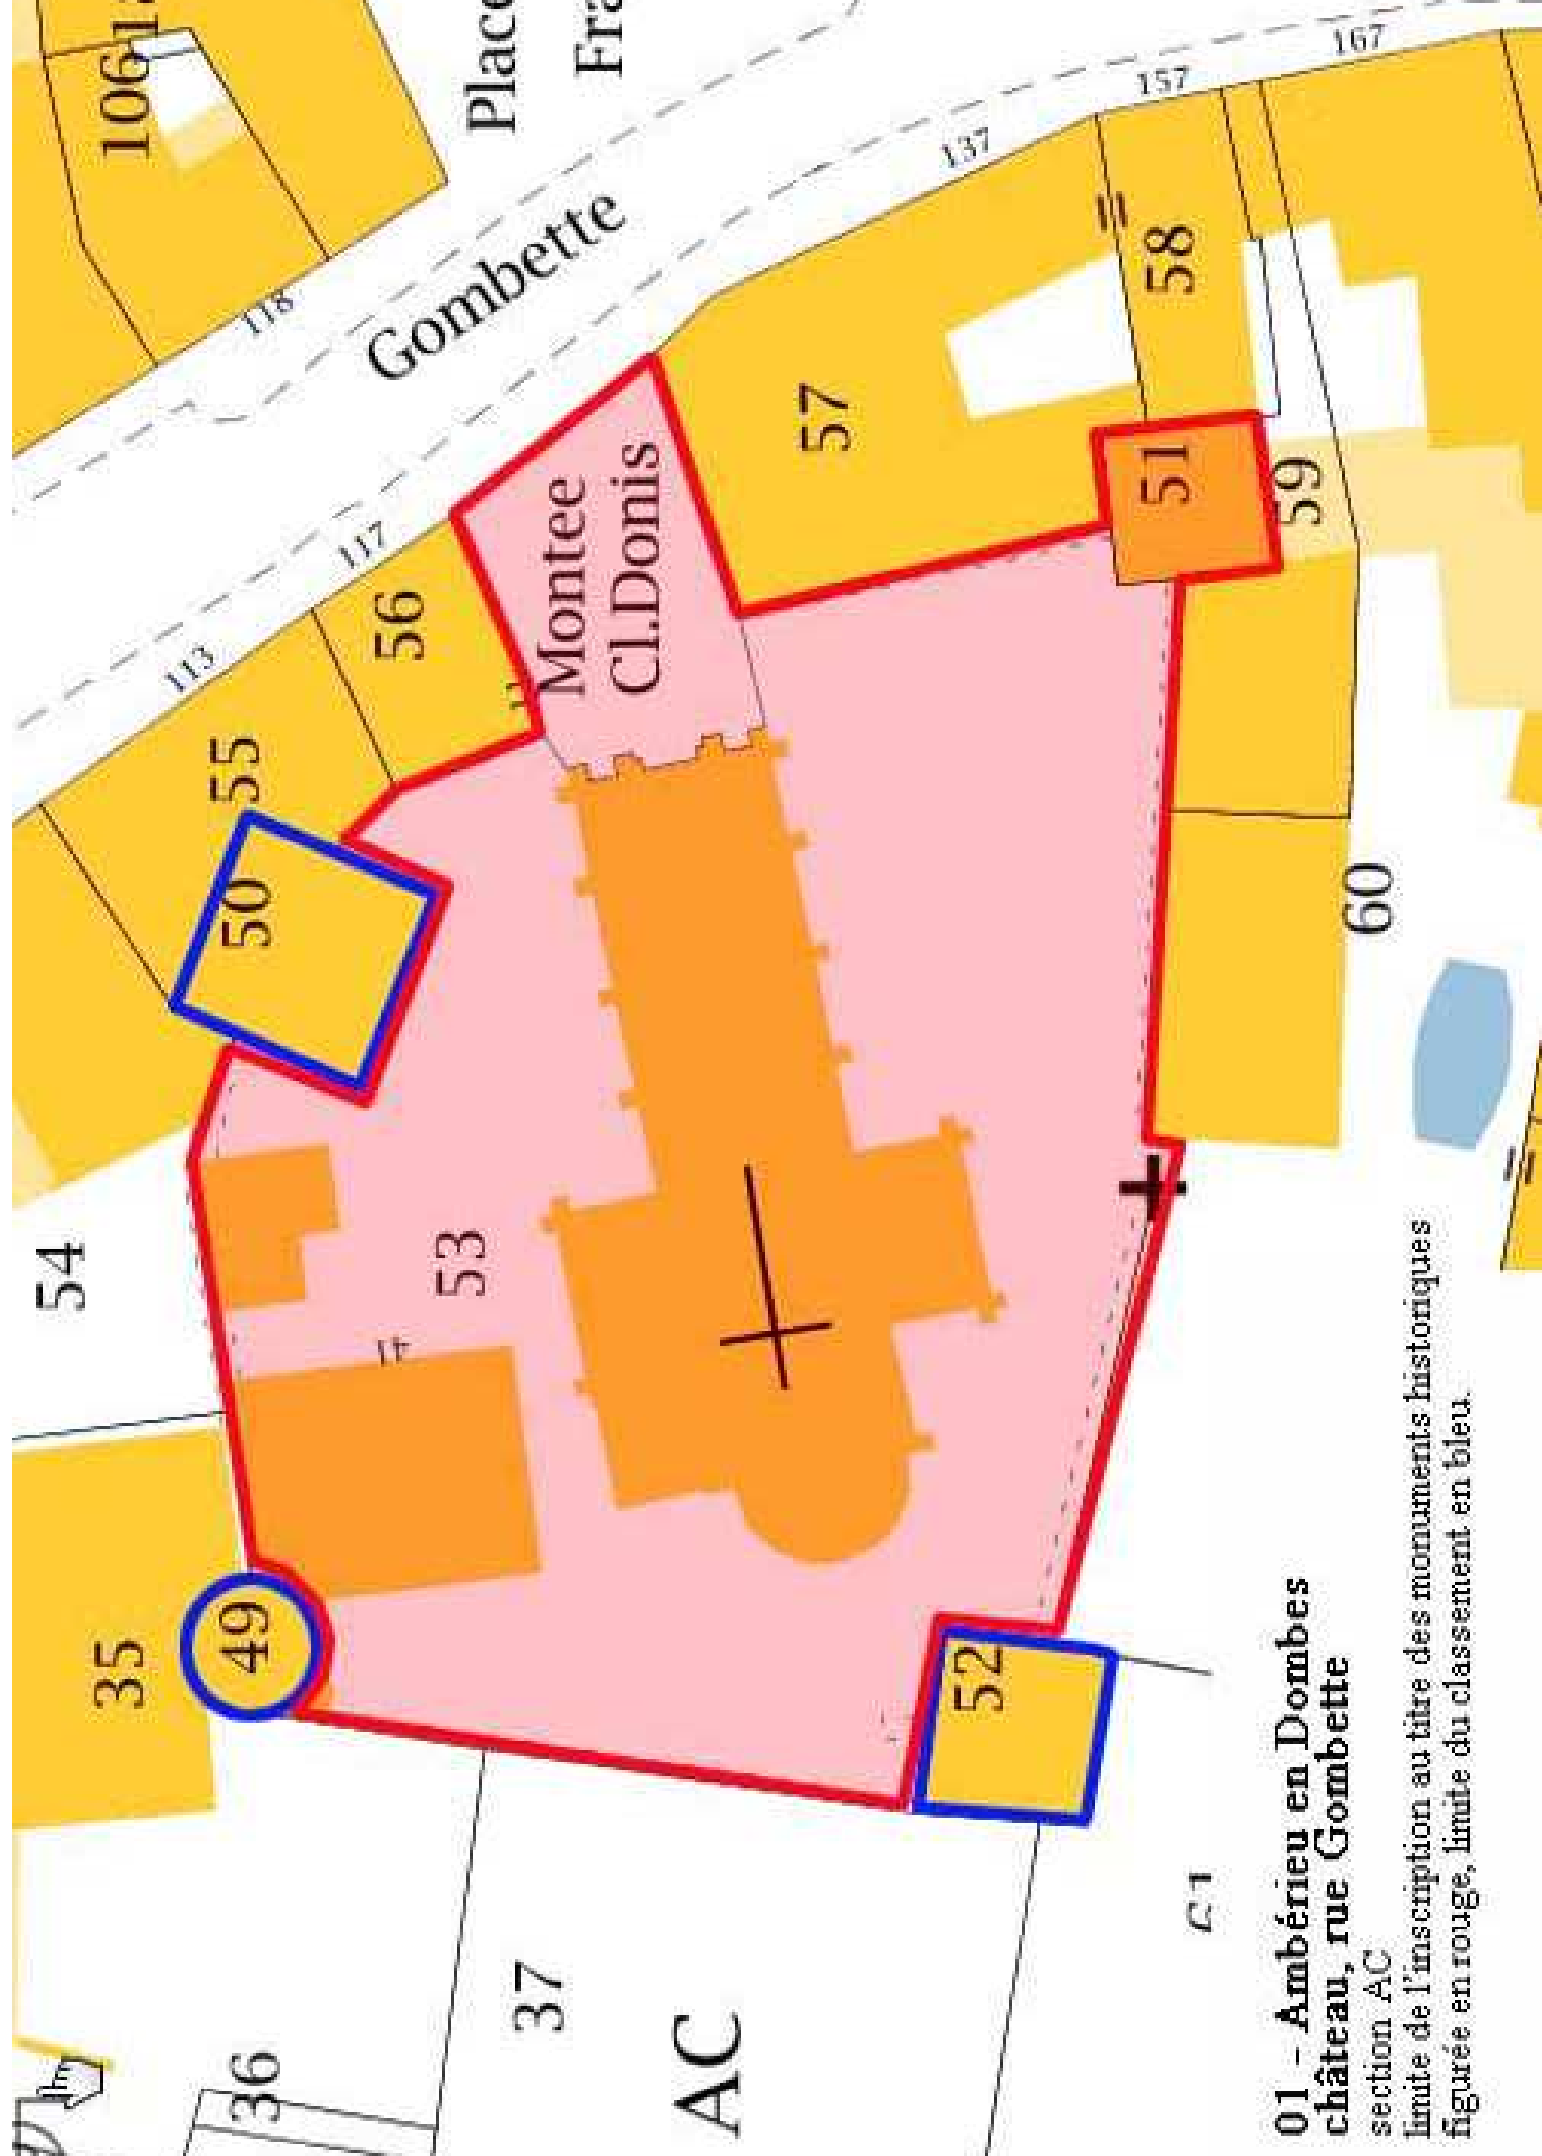 106
118
Place
Fra
Gombette
167
157
137
58
57
51
59
Montee
Cl.Donis
117
56
113
55
50
60
54
53
41
35
49
52
37
36
AC
01 - Ambérieu en Dombes
château, rue Gombette
section AC
limite de l'inscription au titre des monuments historiques
figurée en rouge, limite du classement en bleu.